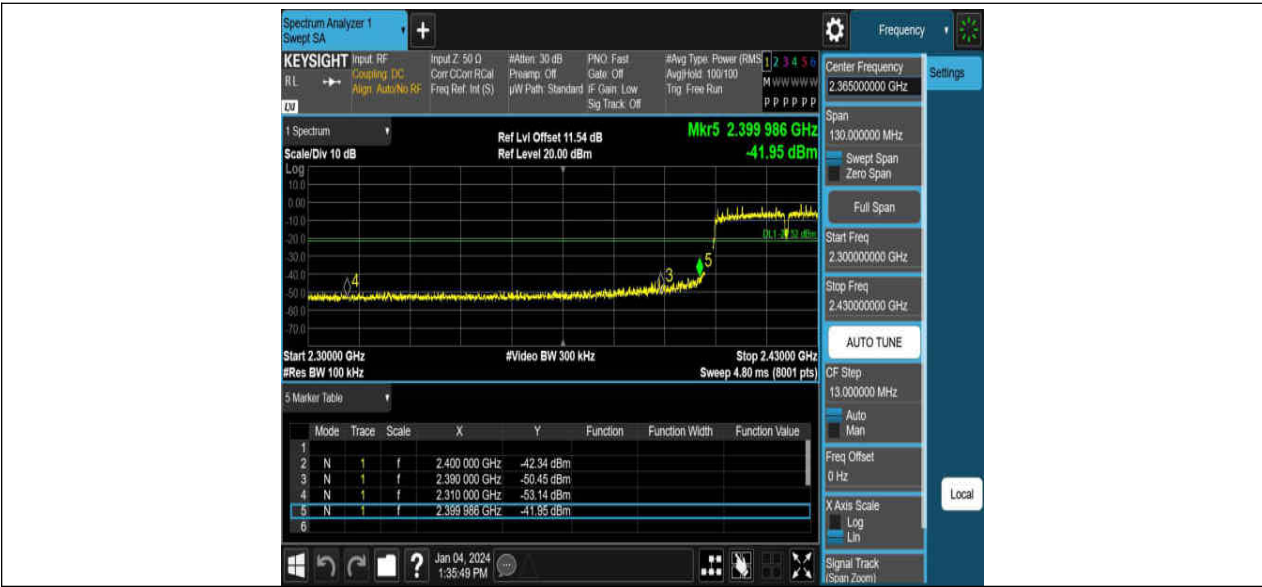 Spectrum Analyzer 1
Swept SA
+
Frequency
KEYSIGHT
RL
LXI
Input: RF
Coupling: DC
Align: Auto/No RF
Input Z: 50 Ω
Corr CCorr RCal
Freq Ref: Int (S)
#Atten: 30 dB
Preamp: Off
µW Path: Standard
PNO: Fast
Gate: Off
IF Gain: Low
Sig Track: Off
#Avg Type: Power (RMS
Avg|Hold: 100/100
Trig: Free Run
1 2 3 4 5 6
M W W W W W
P P P P P P
1 Spectrum
Scale/Div 10 dB
Ref Lvl Offset 11.54 dB
Ref Level 20.00 dBm
Mkr5 2.399 986 GHz
-41.95 dBm
Log
10.0
0.00
-10.0
-20.0
-30.0
-40.0
-50.0
-60.0
-70.0
4
3
5
Start 2.30000 GHz
#Res BW 100 kHz
#Video BW 300 kHz
Stop 2.43000 GHz
Sweep 4.80 ms (8001 pts)
5 Marker Table
Mode Trace Scale X Y Function Function Width Function Value
1
2 N 1 f 2.400 000 GHz -42.34 dBm
3 N 1 f 2.390 000 GHz -50.45 dBm
4 N 1 f 2.310 000 GHz -53.14 dBm
5 N 1 f 2.399 986 GHz -41.95 dBm
6
Center Frequency
2.365000000 GHz
Settings
Span
130.000000 MHz
Swept Span
Zero Span
Full Span
Start Freq
2.300000000 GHz
Stop Freq
2.430000000 GHz
AUTO TUNE
CF Step
13.000000 MHz
Auto
Man
Freq Offset
0 Hz
X Axis Scale
Log
Lin
Signal Track
(Span Zoom)
Local
?
Jan 04, 2024
1:35:49 PM